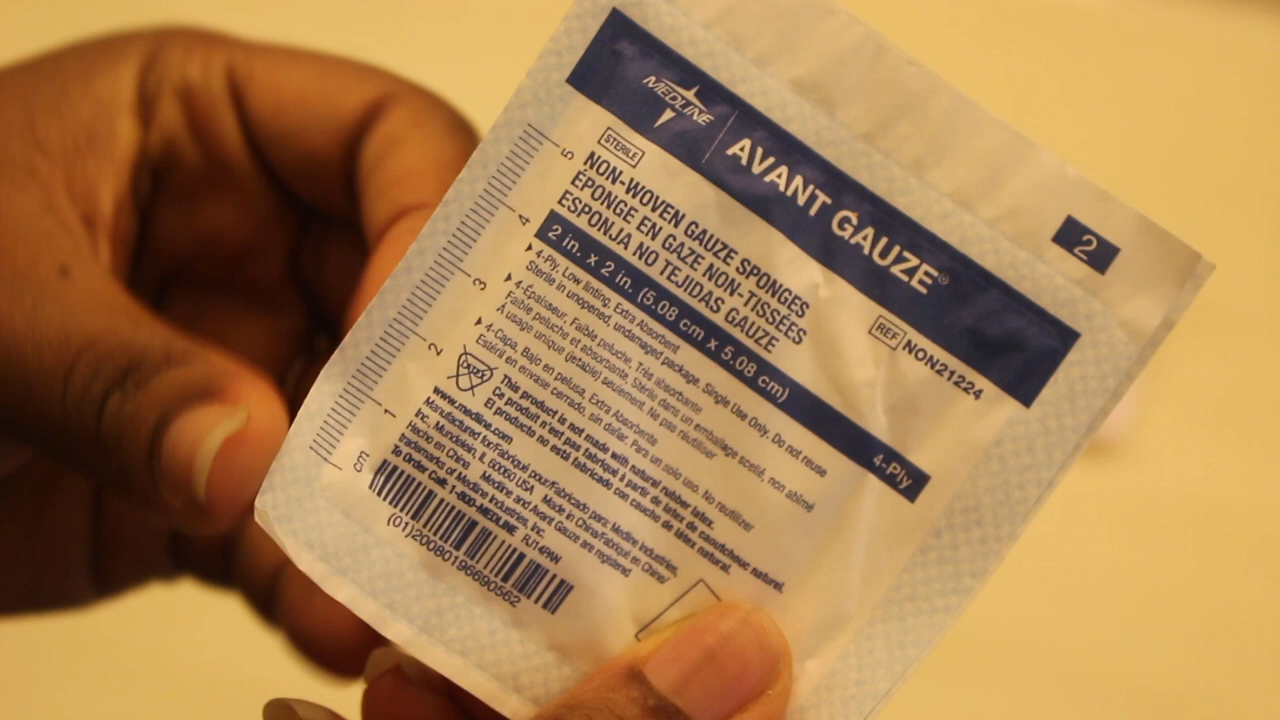 MEDLINE
AVANT GAUZE®
2
STERILE
NON-WOVEN GAUZE SPONGES
ÉPONGE EN GAZE NON-TISSÉES
ESPONJA NO TEJIDAS GAUZE
REF NON21224
2 in. x 2 in. (5.08 cm x 5.08 cm)
4-Ply
4-Ply, Low linting, Extra Absorbent
Sterile in unopened, undamaged package. Single Use Only. Do not reuse
4-Épaisseur, Faible peluche, Très absorbante
Faible peluche et absorbante, Stérile dans un emballage scellé, non abîmé
À usage unique (jetable) seulement. Ne pas réutiliser
4-Capa, Bajo en pelusa, Extra Absorbente
Estéril en envase cerrado, sin dañar. Para un solo uso. No reutilizer
LATEX
This product is not made with natural rubber latex.
Ce produit n'est pas fabriqué à partir de latex de caoutchouc naturel.
El producto no está fabricado con caucho de látex natural.
www.medline.com
Manufactured for/Fabriqué pour/Fabricado para: Medline Industries,
Inc., Mundelein, IL 60060 USA Made in China/Fabriqué en Chine/
Hecho en China Medline and Avant Gauze are registered
trademarks of Medline Industries, Inc.
To Order Call: 1-800-MEDLINE RJ14PAN
(01)20080196690562
5
4
3
2
1
cm